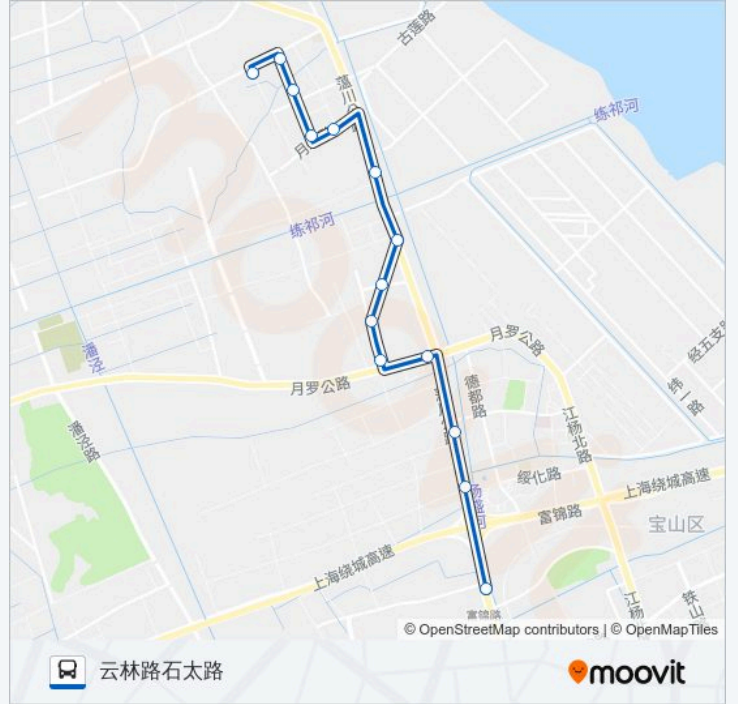 古莲路
蕰川
练祁河
月
练祁河
潘泾
月罗公路
月罗公路
德都路
经五支路
纬一路
潘泾路
江杨北路
绥化路
上海绕城高速
杨盛河
富锦路
宝山区
上海绕城高速
江杨
铁山
富锦路
© OpenStreetMap contributors | © OpenMapTiles
云林路石太路
moovit